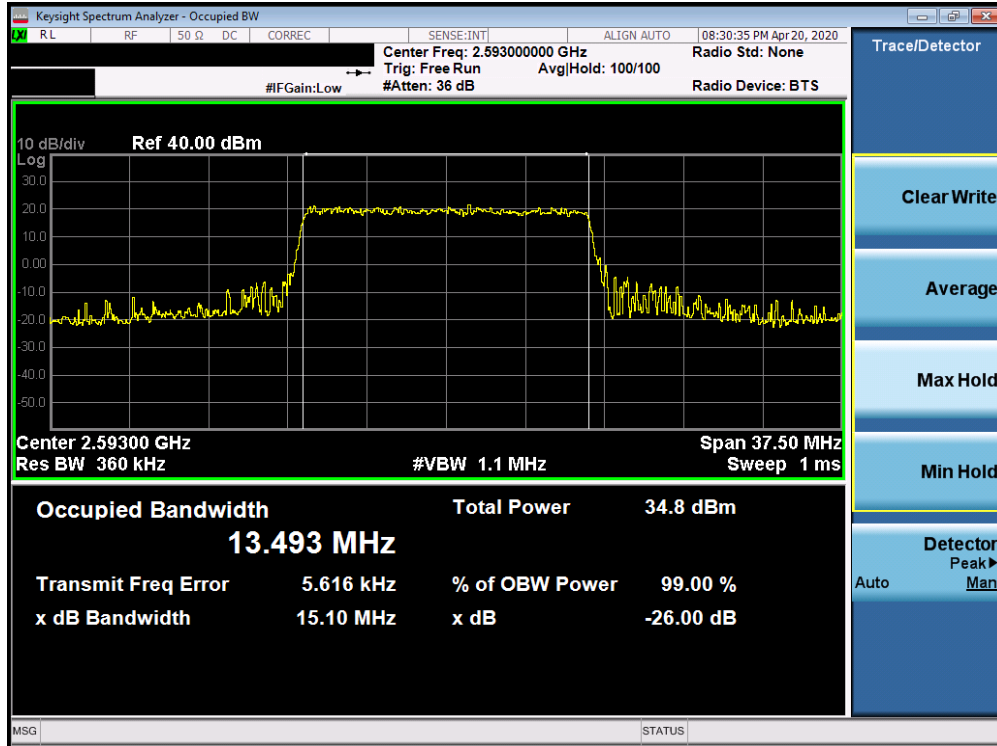 Keysight Spectrum Analyzer - Occupied BW
LXI RL RF 50 Ω DC CORREC SENSE:INT ALIGN AUTO 08:30:35 PM Apr 20, 2020
Center Freq: 2.593000000 GHz Radio Std: None
Trig: Free Run Avg|Hold: 100/100
#IFGain:Low #Atten: 36 dB Radio Device: BTS
Trace/Detector
10 dB/div Ref 40.00 dBm
Log
30.0
20.0
10.0
0.00
-10.0
-20.0
-30.0
-40.0
-50.0
Center 2.59300 GHz Span 37.50 MHz
Res BW 360 kHz #VBW 1.1 MHz Sweep 1 ms
Occupied Bandwidth Total Power 34.8 dBm
13.493 MHz
Transmit Freq Error 5.616 kHz % of OBW Power 99.00 %
x dB Bandwidth 15.10 MHz x dB -26.00 dB
Clear Write
Average
Max Hold
Min Hold
Detector
Peak▶
Auto Man
MSG STATUS